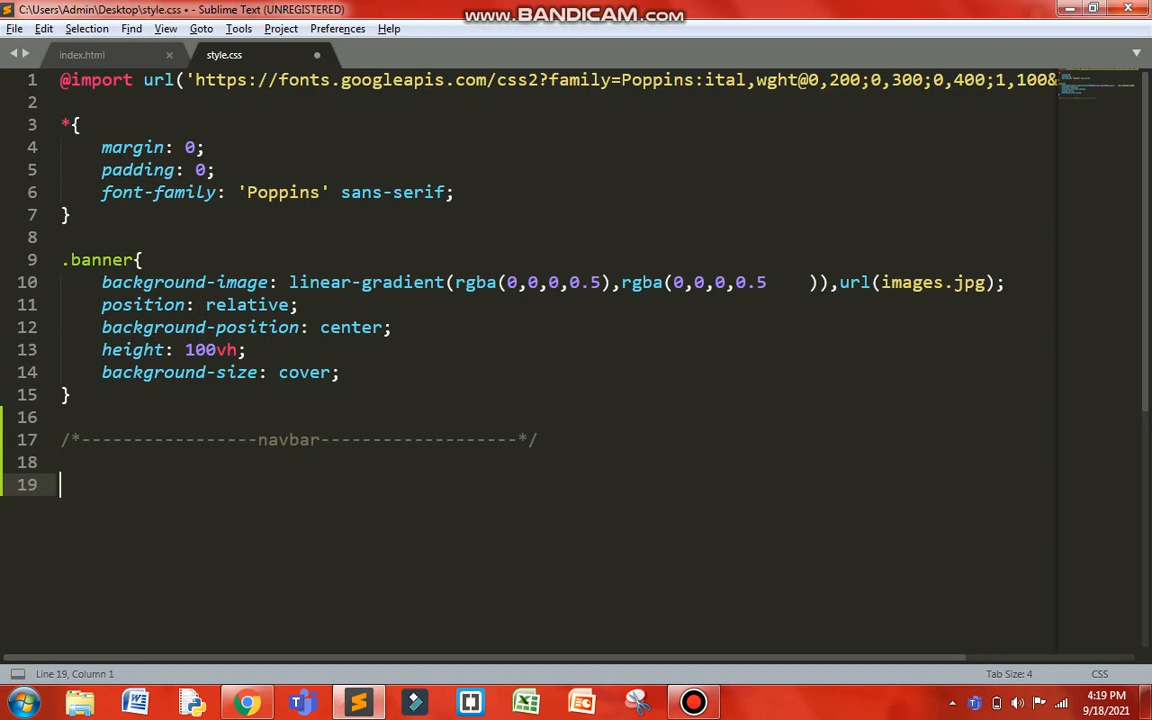 C:\Users\Admin\Desktop\style.css • - Sublime Text (UNREGISTERED)
www.BANDICAM.com
File Edit Selection Find View Goto Tools Project Preferences Help
index.html × style.css
1 @import url('https://fonts.googleapis.com/css2?family=Poppins:ital,wght@0,200;0,300;0,400;1,100&
2
3 *{
4 margin: 0;
5 padding: 0;
6 font-family: 'Poppins' sans-serif;
7 }
8
9 .banner{
10 background-image: linear-gradient(rgba(0,0,0,0.5),rgba(0,0,0,0.5    )),url(images.jpg);
11 position: relative;
12 background-position: center;
13 height: 100vh;
14 background-size: cover;
15 }
16
17 /*-----------------navbar-------------------*/
18
19
Line 19, Column 1 Tab Size: 4 CSS
4:19 PM
9/18/2021